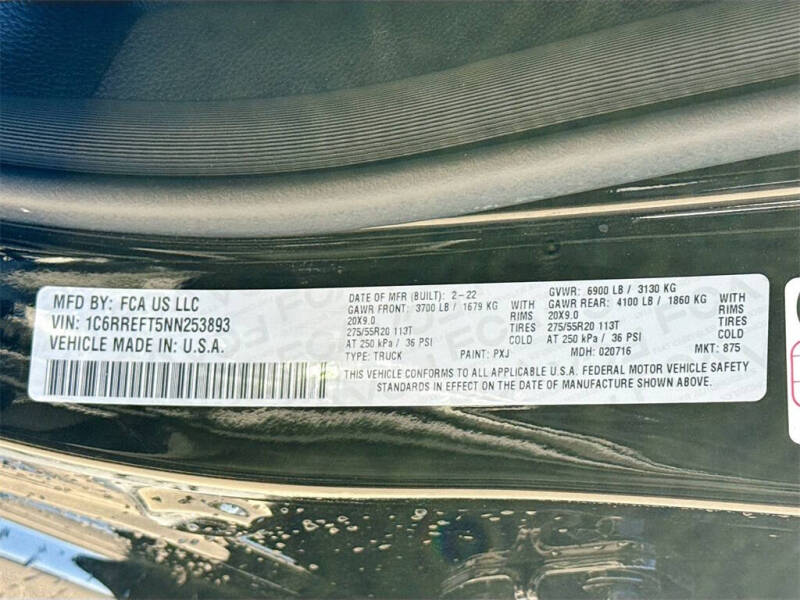 MFD BY: FCA US LLC
VIN: 1C6RREFT5NN253893
VEHICLE MADE IN: U.S.A.
DATE OF MFR (BUILT): 2-22
GVWR: 6900 LB / 3130 KG
GAWR FRONT: 3700 LB / 1679 KG WITH
20X9.0 RIMS
275/55R20 113T TIRES
AT 250 kPa / 36 PSI COLD
GAWR REAR: 4100 LB / 1860 KG WITH
20X9.0 RIMS
275/55R20 113T TIRES
AT 250 kPa / 36 PSI COLD
TYPE: TRUCK PAINT: PXJ MDH: 020716 MKT: 875
THIS VEHICLE CONFORMS TO ALL APPLICABLE U.S.A. FEDERAL MOTOR VEHICLE SAFETY
STANDARDS IN EFFECT ON THE DATE OF MANUFACTURE SHOWN ABOVE.